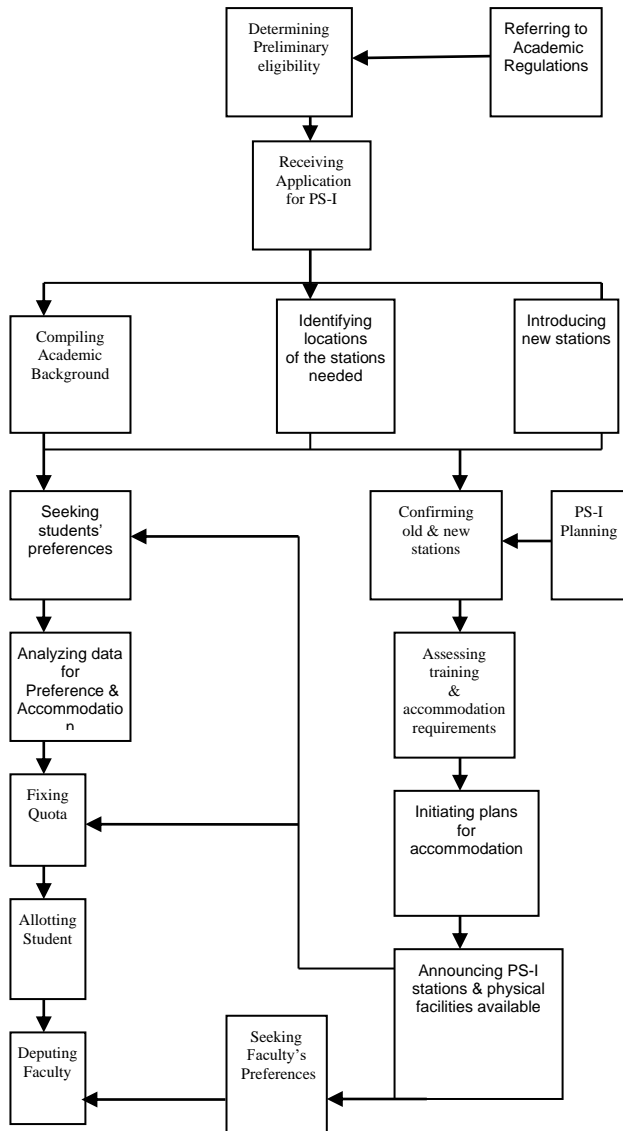 Determining
Preliminary
eligibility
Referring to
Academic
Regulations
Receiving
Application
for PS-I
Compiling
Academic
Background
Identifying
locations
of the stations
needed
Introducing
new stations
Seeking
students’
preferences
Confirming
old & new
stations
PS-I
Planning
Analyzing data
for
Preference &
Accommodatio
n
Assessing
training
&
accommodation
requirements
Fixing
Quota
Initiating plans
for
accommodation
Allotting
Student
Announcing PS-I
stations & physical
facilities available
Deputing
Faculty
Seeking
Faculty’s
Preferences